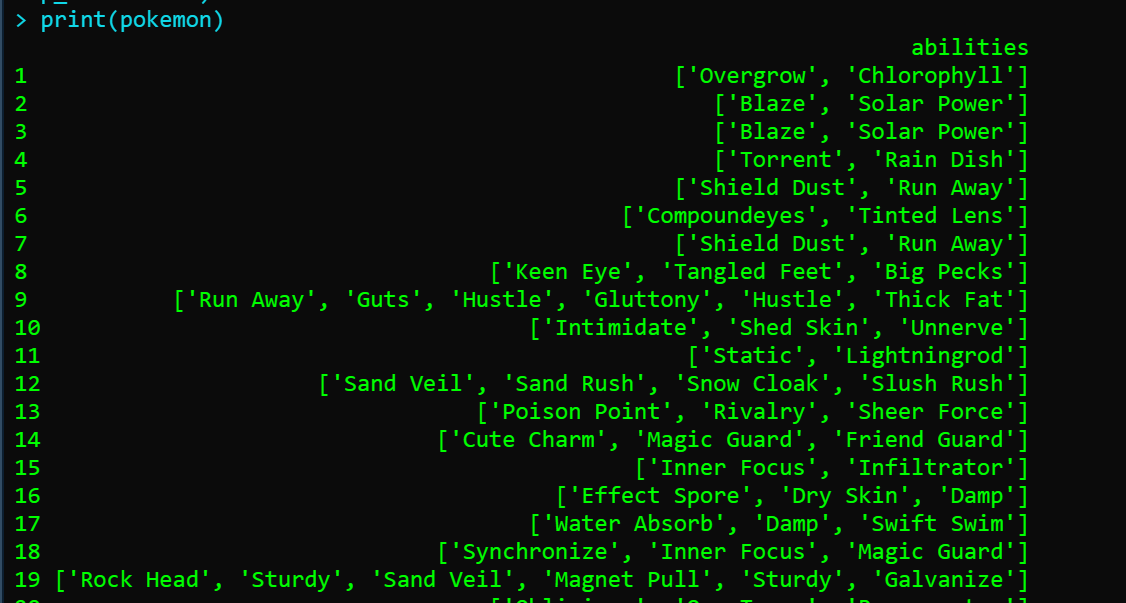 > print(pokemon)
abilities
1 ['Overgrow', 'Chlorophyll']
2 ['Blaze', 'Solar Power']
3 ['Blaze', 'Solar Power']
4 ['Torrent', 'Rain Dish']
5 ['Shield Dust', 'Run Away']
6 ['Compoundeyes', 'Tinted Lens']
7 ['Shield Dust', 'Run Away']
8 ['Keen Eye', 'Tangled Feet', 'Big Pecks']
9 ['Run Away', 'Guts', 'Hustle', 'Gluttony', 'Hustle', 'Thick Fat']
10 ['Intimidate', 'Shed Skin', 'Unnerve']
11 ['Static', 'Lightningrod']
12 ['Sand Veil', 'Sand Rush', 'Snow Cloak', 'Slush Rush']
13 ['Poison Point', 'Rivalry', 'Sheer Force']
14 ['Cute Charm', 'Magic Guard', 'Friend Guard']
15 ['Inner Focus', 'Infiltrator']
16 ['Effect Spore', 'Dry Skin', 'Damp']
17 ['Water Absorb', 'Damp', 'Swift Swim']
18 ['Synchronize', 'Inner Focus', 'Magic Guard']
19 ['Rock Head', 'Sturdy', 'Sand Veil', 'Magnet Pull', 'Sturdy', 'Galvanize']